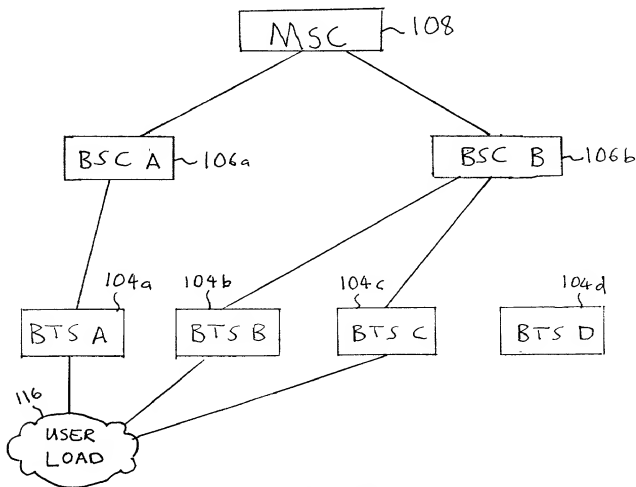 MSC 108
BSC A 106a
BSC B 106b
104a 104b 104c 104d
BTS A BTS B BTS C BTS D
116
USER
LOAD